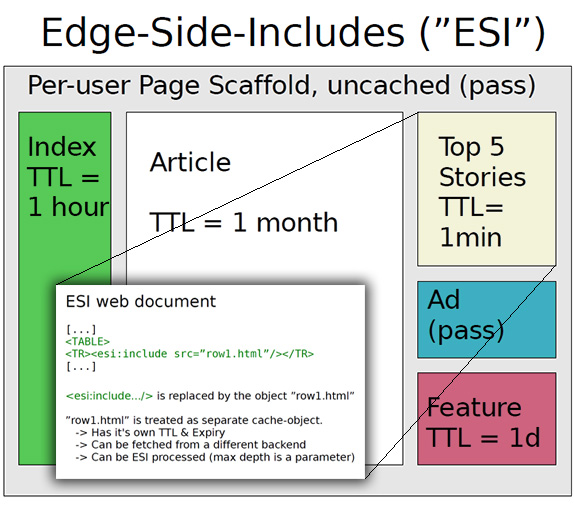 Edge-Side-Includes (”ESI”)
Per-user Page Scaffold, uncached (pass)
Index
TTL =
1 hour
Article
TTL = 1 month
Top 5
Stories
TTL=
1min
Ad
(pass)
Feature
TTL = 1d
ESI web document
[...]
<TABLE>
<TR><esi:include src=”row1.html”/></TR>
[...]
<esi:include.../> is replaced by the object ”row1.html”
”row1.html” is treated as separate cache-object.
-> Has it's own TTL & Expiry
-> Can be fetched from a different backend
-> Can be ESI processed (max depth is a parameter)